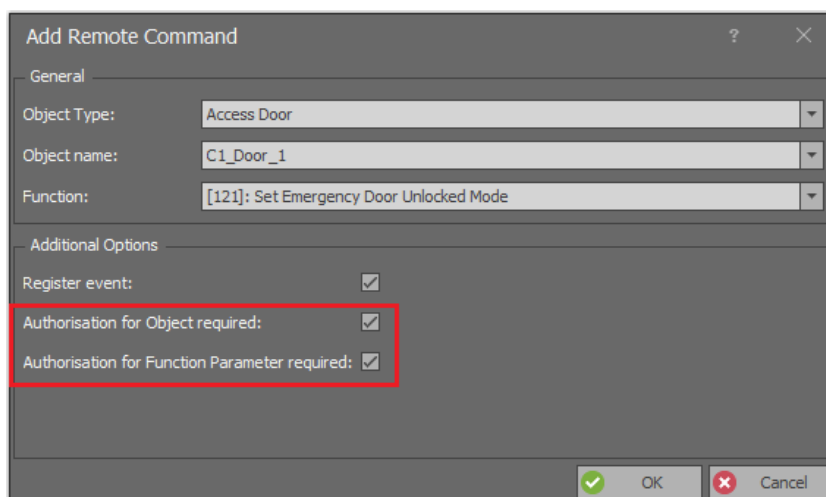 Add Remote Command
?
General
Object Type: Access Door
Object name: C1_Door_1
Function: [121]: Set Emergency Door Unlocked Mode
Additional Options
Register event:
Authorisation for Object required:
Authorisation for Function Parameter required:
OK Cancel